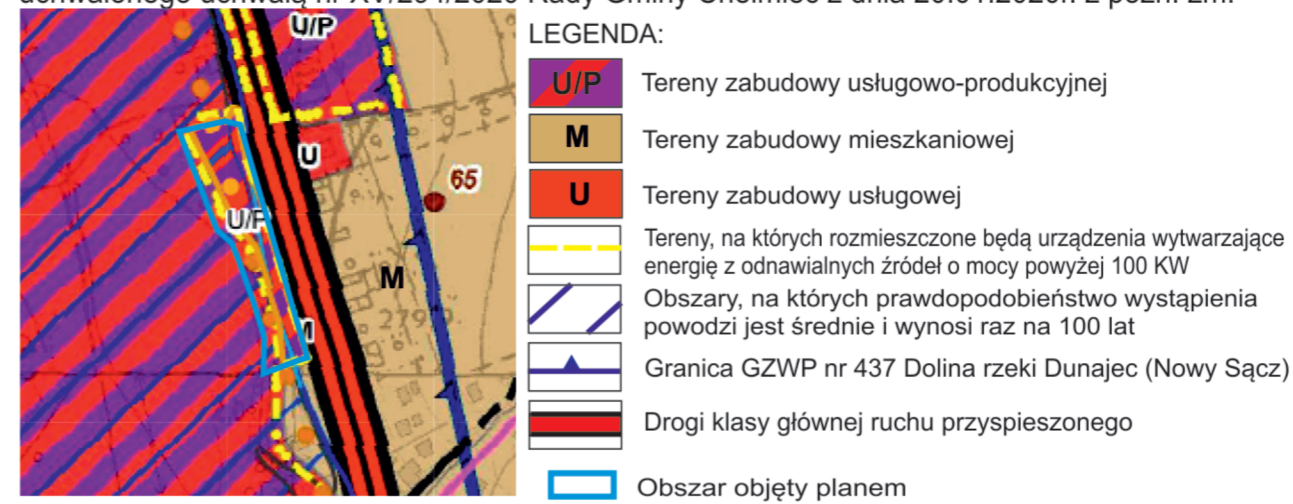 LEGENDA:
U/P
U/P Tereny zabudowy usługowo-produkcyjnej
M Tereny zabudowy mieszkaniowej
U
U Tereny zabudowy usługowej
65
U/P
Tereny, na których rozmieszczone będą urządzenia wytwarzające
energię z odnawialnych źródeł o mocy powyżej 100 KW
M
Obszary, na których prawdopodobieństwo wystąpienia
powodzi jest średnie i wynosi raz na 100 lat
M
Granica GZWP nr 437 Dolina rzeki Dunajec (Nowy Sącz)
Drogi klasy głównej ruchu przyspieszonego
Obszar objęty planem